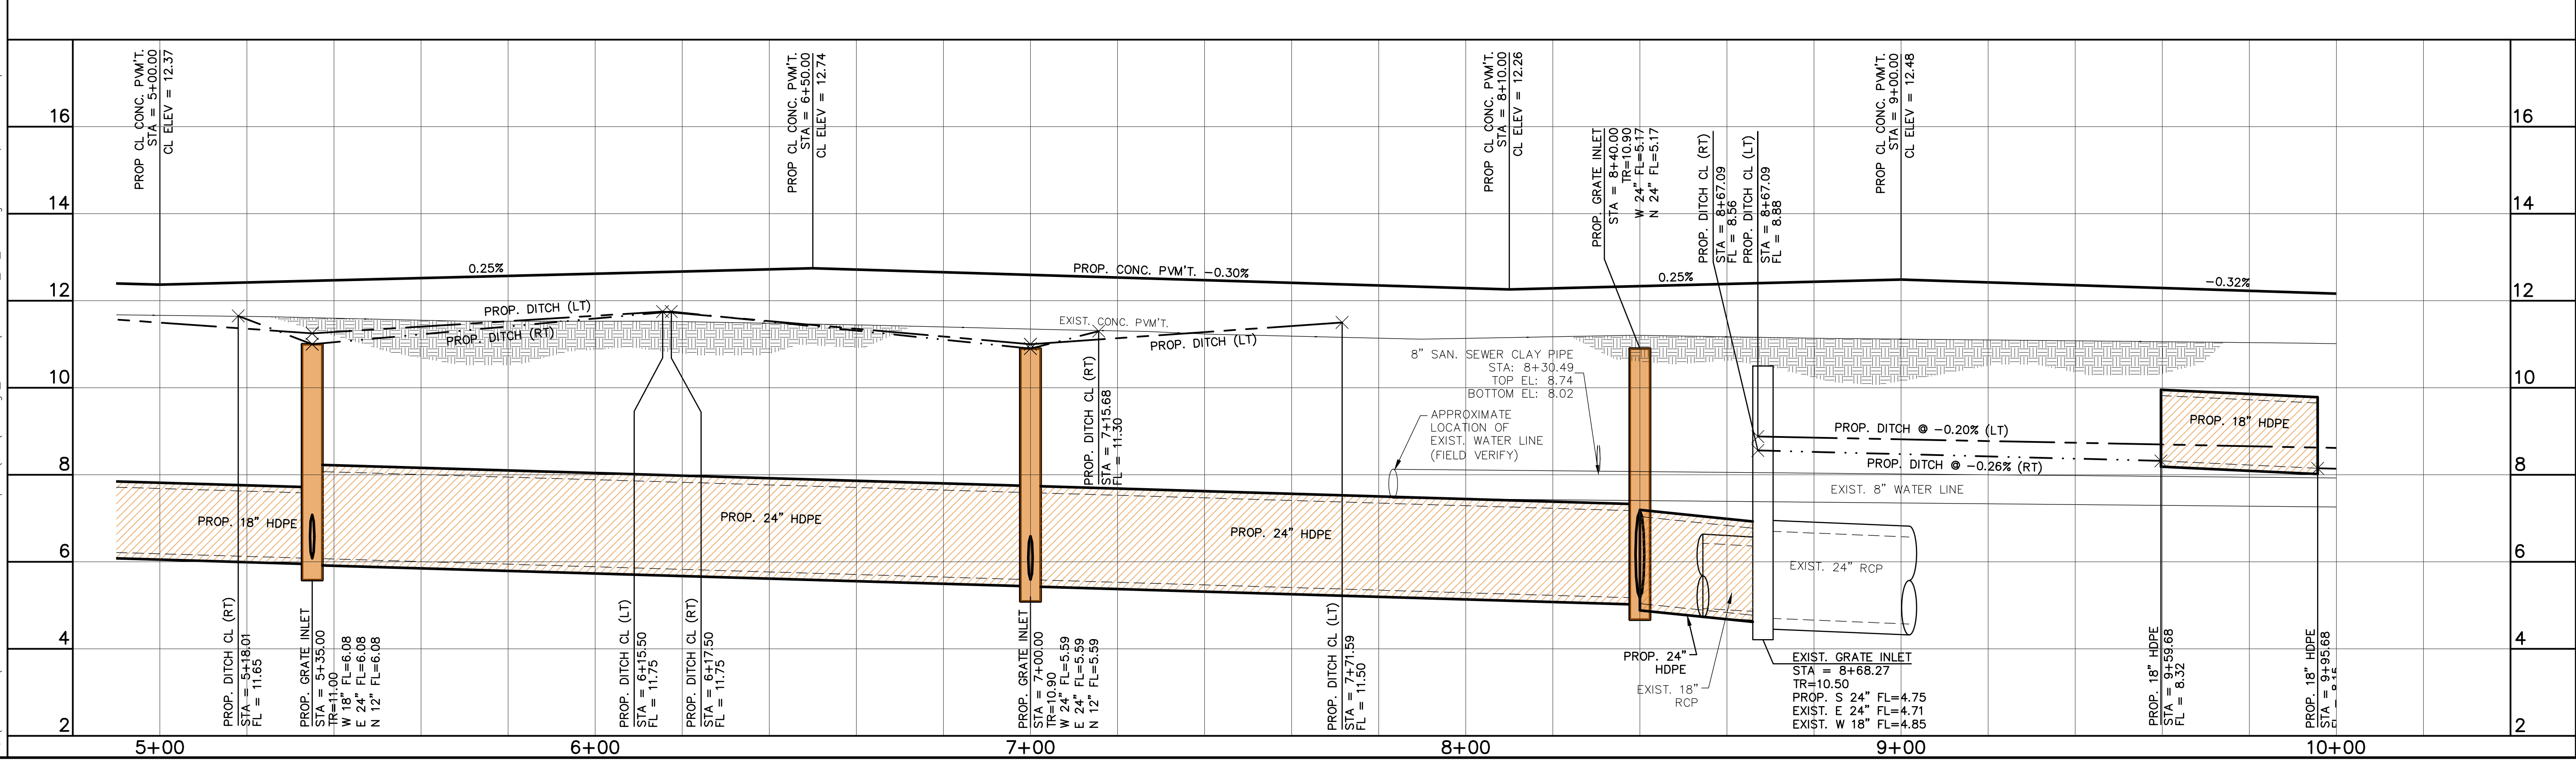 PROP CL CONC. PVM'T.
STA = 5+00.00
CL ELEV = 12.37
PROP CL CONC. PVM'T.
STA = 6+50.00
CL ELEV = 12.74
PROP CL CONC. PVM'T.
STA = 8+10.00
CL ELEV = 12.26
PROP CL CONC. PVM'T.
STA = 9+00.00
CL ELEV = 12.48
PROP. GRATE INLET
STA = 8+40.00
TR=10.90
W 24" FL=5.17
N 24" FL=5.17
PROP. DITCH CL (RT)
STA = 8+67.09
FL = 8.56
PROP. DITCH CL (LT)
STA = 8+67.09
FL = 8.88
16
14
12
10
8
6
4
2
16
14
12
10
8
6
4
2
0.25%
PROP. CONC. PVM'T. -0.30%
0.25%
-0.32%
PROP. DITCH (LT)
PROP. DITCH (RT)
EXIST. CONC. PVM'T.
PROP. DITCH (LT)
8" SAN. SEWER CLAY PIPE
STA: 8+30.49
TOP EL: 8.74
BOTTOM EL: 8.02
APPROXIMATE
LOCATION OF
EXIST. WATER LINE
(FIELD VERIFY)
PROP. DITCH CL (RT)
STA = 7+15.68
FL = 11.30
PROP. DITCH @ -0.20% (LT)
PROP. DITCH @ -0.26% (RT)
PROP. 18" HDPE
EXIST. 8" WATER LINE
PROP. 18" HDPE
PROP. 24" HDPE
PROP. 24" HDPE
EXIST. 24" RCP
PROP. DITCH CL (RT)
STA = 5+18.01
FL = 11.65
PROP. GRATE INLET
STA = 5+35.00
TR=11.00
W 18" FL=6.08
E 24" FL=6.08
N 12" FL=6.08
PROP. DITCH CL (LT)
STA = 6+15.50
FL = 11.75
PROP. DITCH CL (RT)
STA = 6+17.50
FL = 11.75
PROP. GRATE INLET
STA = 7+00.00
TR=10.90
W 24" FL=5.59
E 24" FL=5.59
N 12" FL=5.59
PROP. DITCH CL (LT)
STA = 7+71.59
FL = 11.50
PROP. 24"
HDPE
EXIST. 18"
RCP
EXIST. GRATE INLET
STA = 8+68.27
TR=10.50
PROP. S 24" FL=4.75
EXIST. E 24" FL=4.71
EXIST. W 18" FL=4.85
PROP. 18" HDPE
STA = 9+59.68
FL = 8.32
PROP. 18" HDPE
STA = 9+95.68
5+00
6+00
7+00
8+00
9+00
10+00